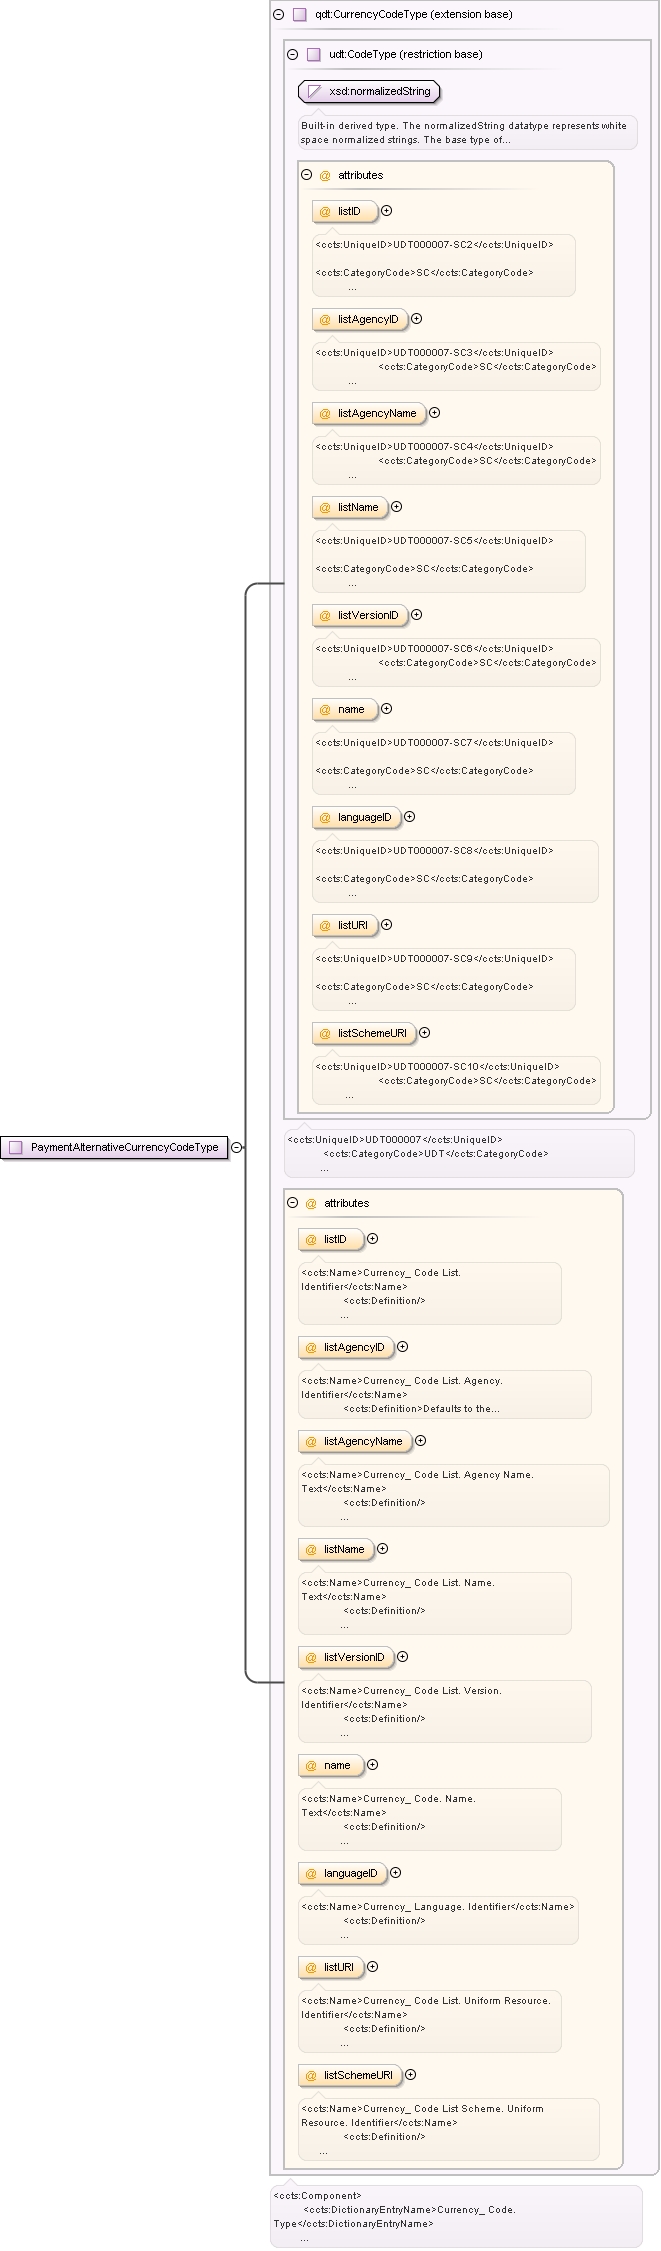 qdt:CurrencyCodeType (extension base)
udt:CodeType (restriction base)
xsd:normalizedString
Built-in derived type. The normalizedString datatype represents white
space normalized strings. The base type of...
@ attributes
@ listID
<ccts:UniqueID>UDT000007-SC2</ccts:UniqueID>
<ccts:CategoryCode>SC</ccts:CategoryCode>
...
@ listAgencyID
<ccts:UniqueID>UDT000007-SC3</ccts:UniqueID>
<ccts:CategoryCode>SC</ccts:CategoryCode>
...
@ listAgencyName
<ccts:UniqueID>UDT000007-SC4</ccts:UniqueID>
<ccts:CategoryCode>SC</ccts:CategoryCode>
...
@ listName
<ccts:UniqueID>UDT000007-SC5</ccts:UniqueID>
<ccts:CategoryCode>SC</ccts:CategoryCode>
...
@ listVersionID
<ccts:UniqueID>UDT000007-SC6</ccts:UniqueID>
<ccts:CategoryCode>SC</ccts:CategoryCode>
...
@ name
<ccts:UniqueID>UDT000007-SC7</ccts:UniqueID>
<ccts:CategoryCode>SC</ccts:CategoryCode>
...
@ languageID
<ccts:UniqueID>UDT000007-SC8</ccts:UniqueID>
<ccts:CategoryCode>SC</ccts:CategoryCode>
...
@ listURI
<ccts:UniqueID>UDT000007-SC9</ccts:UniqueID>
<ccts:CategoryCode>SC</ccts:CategoryCode>
...
@ listSchemeURI
<ccts:UniqueID>UDT000007-SC10</ccts:UniqueID>
<ccts:CategoryCode>SC</ccts:CategoryCode>
...
PaymentAlternativeCurrencyCodeType
<ccts:UniqueID>UDT000007</ccts:UniqueID>
<ccts:CategoryCode>UDT</ccts:CategoryCode>
...
@ attributes
@ listID
<ccts:Name>Currency_ Code List.
Identifier</ccts:Name>
<ccts:Definition/>
...
@ listAgencyID
<ccts:Name>Currency_ Code List. Agency.
Identifier</ccts:Name>
<ccts:Definition>Defaults to the...
@ listAgencyName
<ccts:Name>Currency_ Code List. Agency Name.
Text</ccts:Name>
<ccts:Definition/>
...
@ listName
<ccts:Name>Currency_ Code List. Name.
Text</ccts:Name>
<ccts:Definition/>
...
@ listVersionID
<ccts:Name>Currency_ Code List. Version.
Identifier</ccts:Name>
<ccts:Definition/>
...
@ name
<ccts:Name>Currency_ Code. Name.
Text</ccts:Name>
<ccts:Definition/>
...
@ languageID
<ccts:Name>Currency_ Language. Identifier</ccts:Name>
<ccts:Definition/>
...
@ listURI
<ccts:Name>Currency_ Code List. Uniform Resource.
Identifier</ccts:Name>
<ccts:Definition/>
...
@ listSchemeURI
<ccts:Name>Currency_ Code List Scheme. Uniform
Resource. Identifier</ccts:Name>
<ccts:Definition/>
...
<ccts:Component>
<ccts:DictionaryEntryName>Currency_ Code.
Type</ccts:DictionaryEntryName>
...